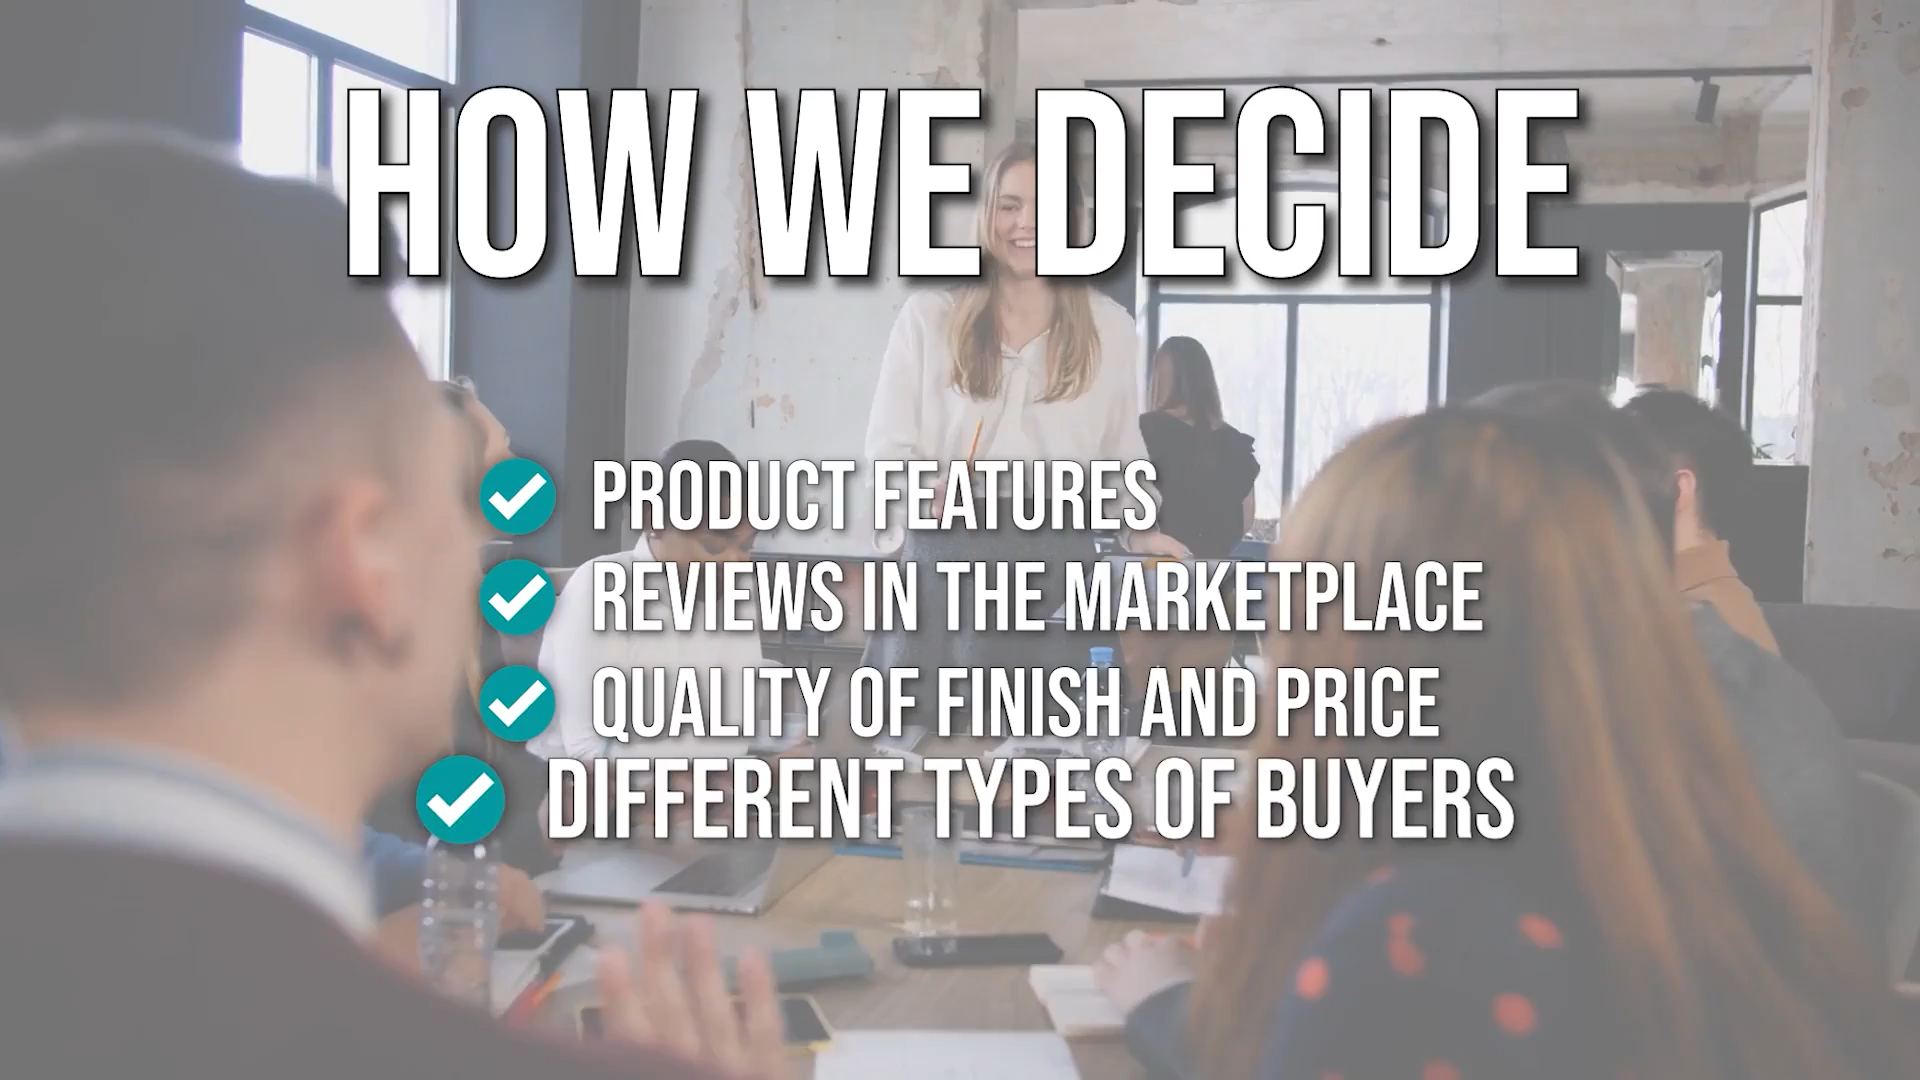 HOW WE DECIDE
PRODUCT FEATURES
REVIEWS IN THE MARKETPLACE
QUALITY OF FINISH AND PRICE
DIFFERENT TYPES OF BUYERS